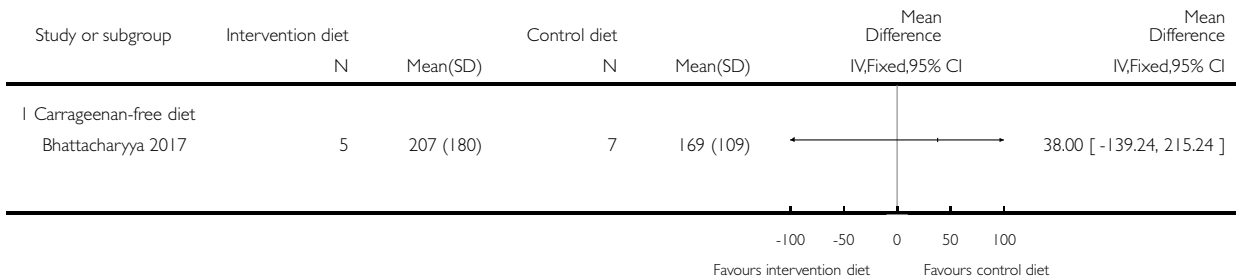 Study or subgroup Intervention diet Control diet Mean Difference Mean Difference
N Mean(SD) N Mean(SD) IV,Fixed,95% CI IV,Fixed,95% CI
1 Carrageenan-free diet
Bhattacharyya 2017 5 207 (180) 7 169 (109) 38.00 [ -139.24, 215.24 ]
-100 -50 0 50 100
Favours intervention diet Favours control diet